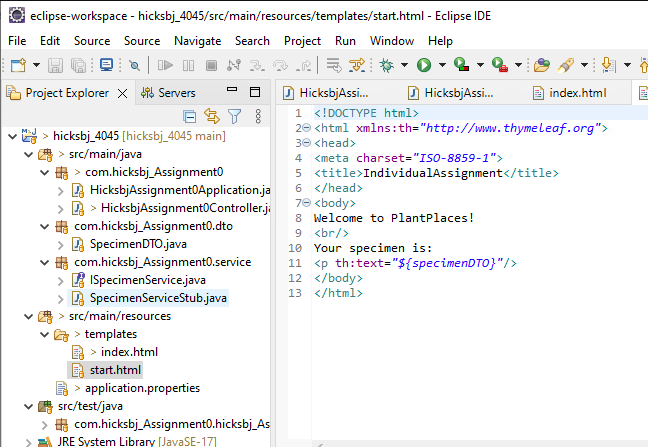 eclipse-workspace - hicksbj_4045/src/main/resources/templates/start.html - Eclipse IDE
File Edit Source Source Navigate Search Project Run Window Help
Project Explorer Servers
HicksbjAssi... HicksbjAssi... index.html
hicksbj_4045 [hicksbj_4045 main]
> src/main/java
> com.hicksbj_Assignment0
HicksbjAssignment0Application.ja
> HicksbjAssignment0Controller.ja
com.hicksbj_Assignment0.dto
SpecimenDTO.java
com.hicksbj_Assignment0.service
ISpecimenService.java
SpecimenServiceStub.java
> src/main/resources
> templates
> index.html
start.html
> application.properties
src/test/java
com.hicksbj_Assignment0.hicksbj_As
JRE System Library [JavaSE-17]
1 <!DOCTYPE html>
2 <html xmlns:th="http://www.thymeleaf.org">
3 <head>
4 <meta charset="ISO-8859-1">
5 <title>IndividualAssignment</title>
6 </head>
7 <body>
8 Welcome to PlantPlaces!
9 <br/>
10 Your specimen is:
11 <p th:text="${specimenDTO}"/>
12 </body>
13 </html>